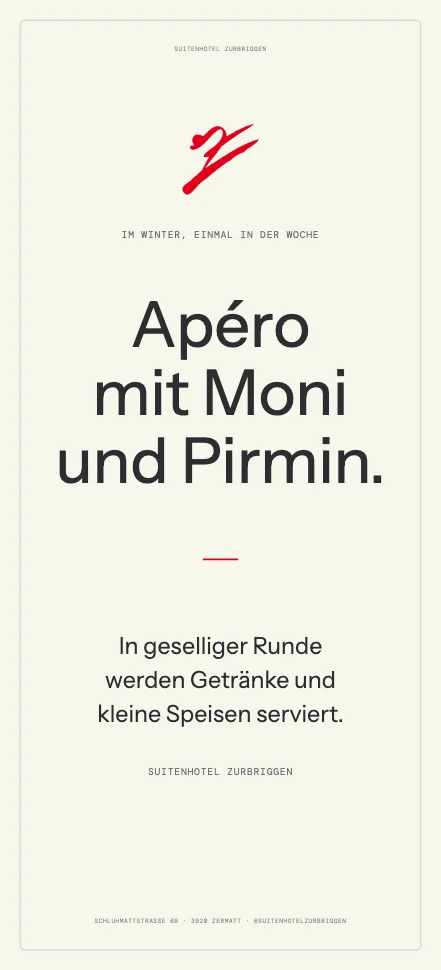 SUITENHOTEL ZURBRIGGEN
IM WINTER, EINMAL IN DER WOCHE
Apéro
mit Moni
und Pirmin.
In geselliger Runde
werden Getränke und
kleine Speisen serviert.
SUITENHOTEL ZURBRIGGEN
SCHLUHMATTSTRASSE 68 · 3920 ZERMATT · @SUITENHOTELZURBRIGGEN